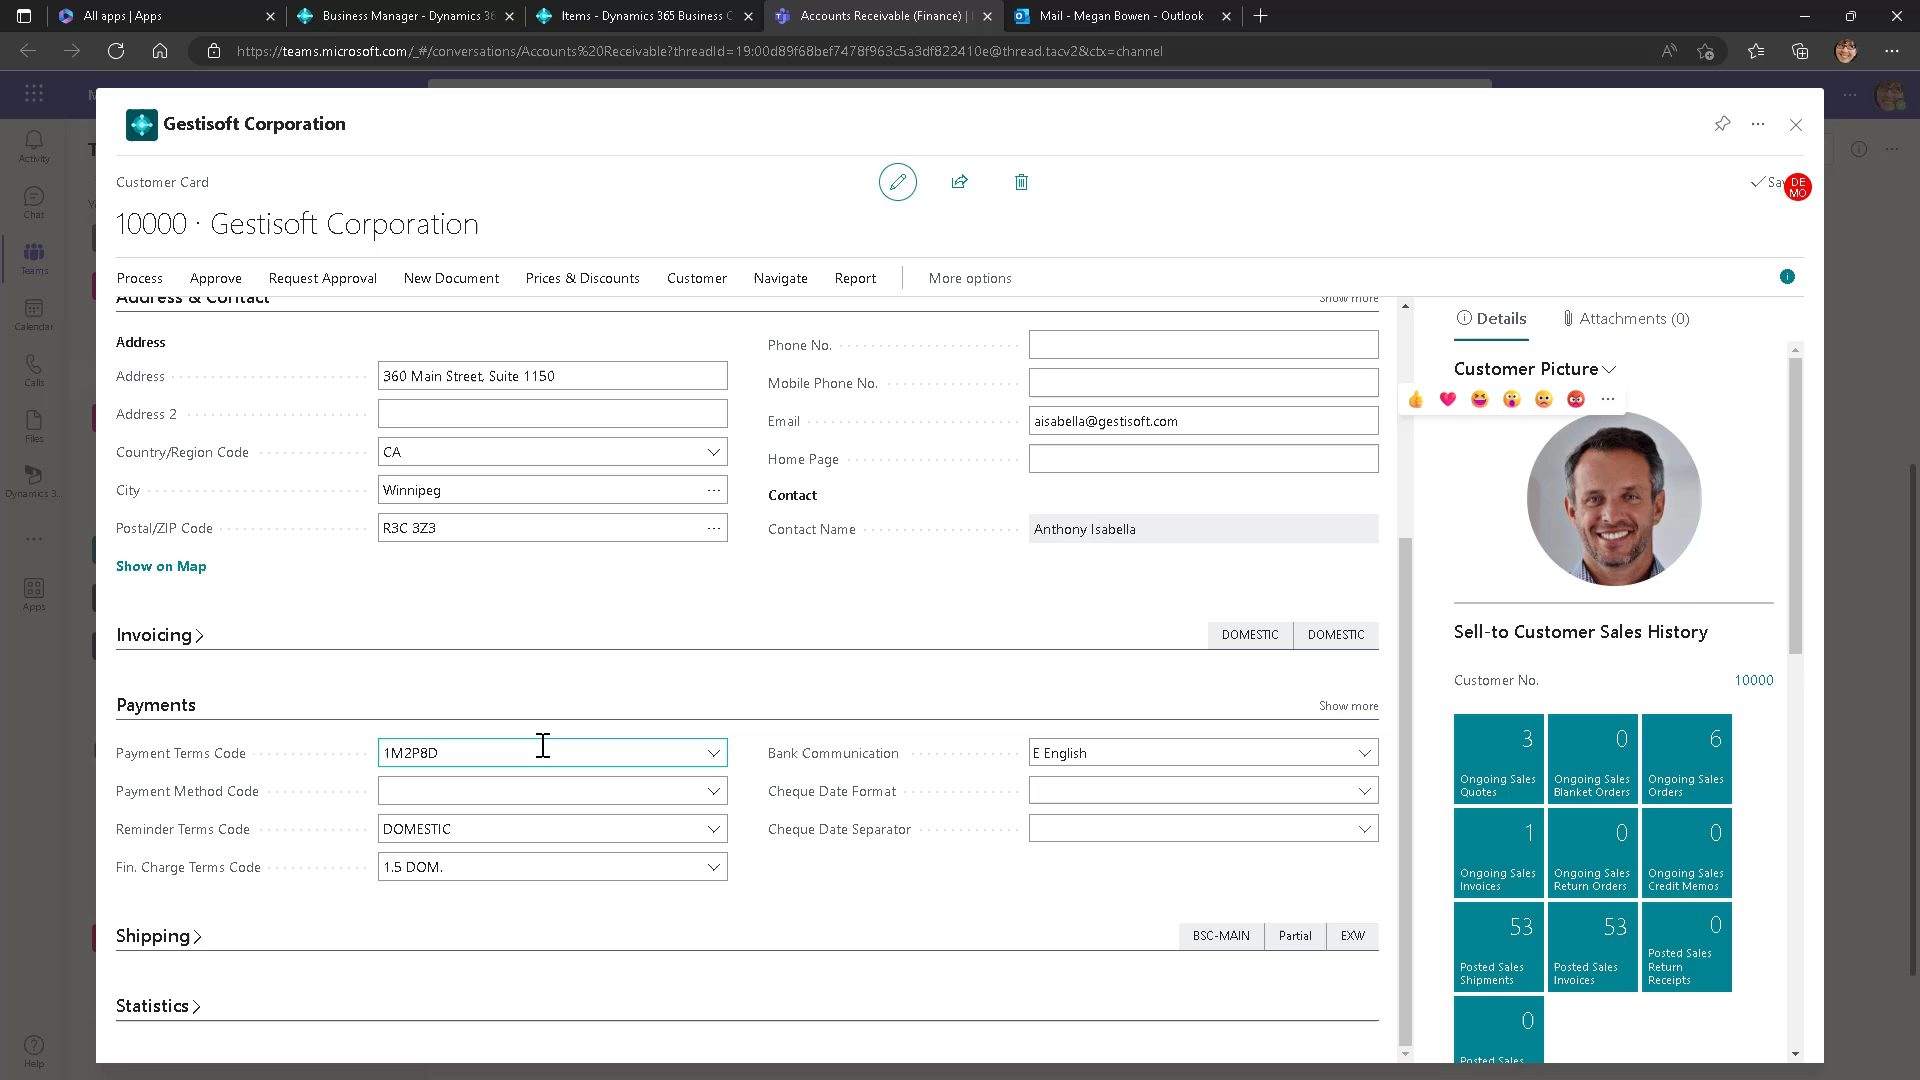 All apps | Apps
Business Manager - Dynamics 36
Items - Dynamics 365 Business C
Accounts Receivable (Finance) |
Mail - Megan Bowen - Outlook
https://teams.microsoft.com/_#/conversations/Accounts%20Receivable?threadId=19:00d89f68bef7478f963c5a3df822410e@thread.tacv2&ctx=channel
Activity
Chat
Teams
Calendar
Calls
Files
Dynamics 3...
Apps
Help
Gestisoft Corporation
Customer Card
Sav
DE
MO
10000 · Gestisoft Corporation
Process Approve Request Approval New Document Prices & Discounts Customer Navigate Report More options
Address & Contact
Show more
Address
Address 360 Main Street, Suite 1150
Address 2
Country/Region Code CA
City Winnipeg
Postal/ZIP Code R3C 3Z3
Show on Map
Phone No.
Mobile Phone No.
Email aisabella@gestisoft.com
Home Page
Contact
Contact Name Anthony Isabella
Invoicing
DOMESTIC DOMESTIC
Payments
Show more
Payment Terms Code 1M2P8D
Payment Method Code
Reminder Terms Code DOMESTIC
Fin. Charge Terms Code 1.5 DOM.
Bank Communication E English
Cheque Date Format
Cheque Date Separator
Shipping
BSC-MAIN Partial EXW
Statistics
Details Attachments (0)
Customer Picture
Sell-to Customer Sales History
Customer No. 10000
3
Ongoing Sales
Quotes
0
Ongoing Sales
Blanket Orders
6
Ongoing Sales
Orders
1
Ongoing Sales
Invoices
0
Ongoing Sales
Return Orders
0
Ongoing Sales
Credit Memos
53
Posted Sales
Shipments
53
Posted Sales
Invoices
0
Posted Sales
Return
Receipts
0
Posted Sales